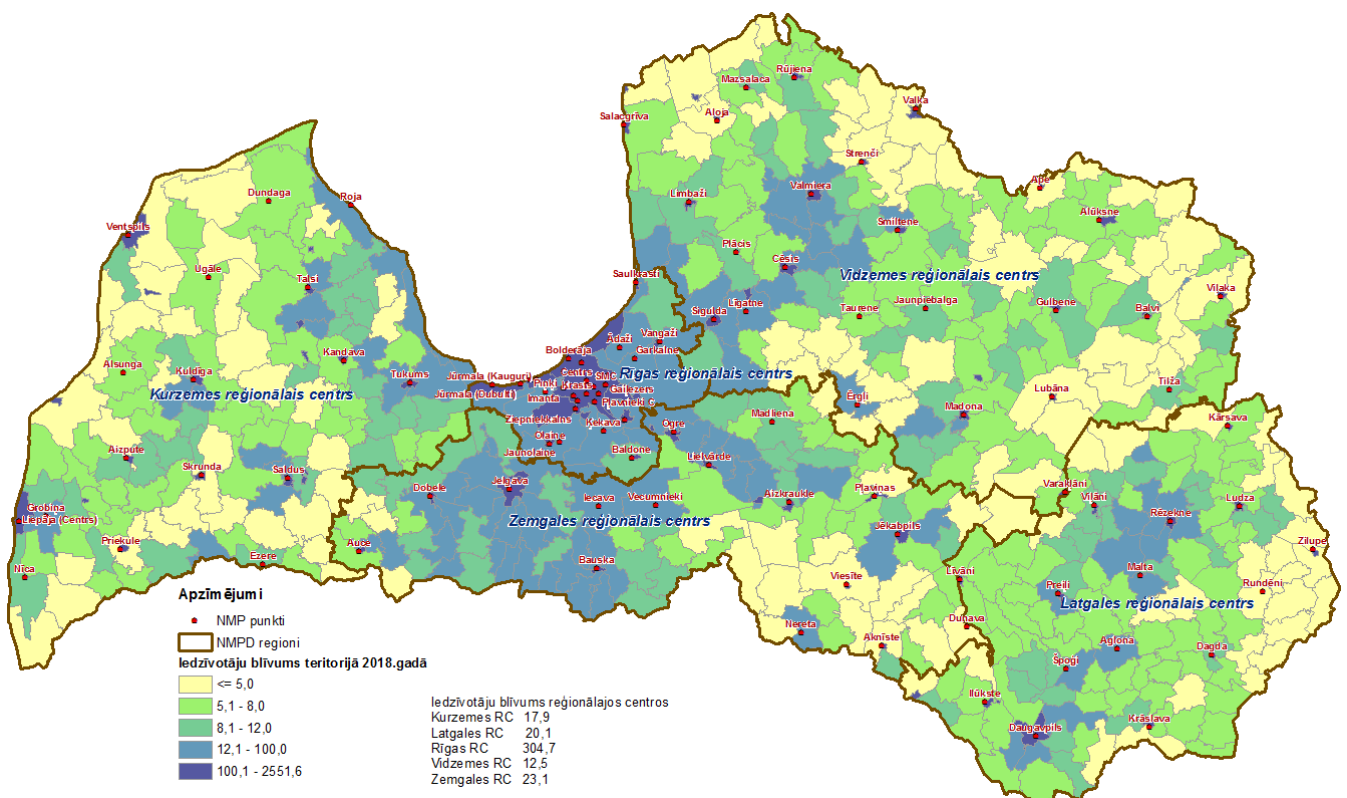 Rūjiena
Mazsalaca
Valka
Aloja
Salacgrīva
Strenči
Ape
Valmiera
Dundaga
Roja
Limbaži
Alūksne
Ventspils
Smiltene
Plācis
Cēsis
Ugāle
Talsi
Saulkrasti
Vidzemes reģionālais centrs
Viļaka
Līgatne
Sigulda
Taurene
Jaunpiebalga
Gulbene
Balvi
Vangaži
Ādaži
Garkalne
Bolderāja
Kandava
Alsunga
Centrs
Rīgas reģionālais centrs
Kuldīga
Tukums
Jūrmala (Kauguri)
Piņķi
SMC
Krasts
Gaiļezers
Kurzemes reģionālais centrs
Jūrmala (Dubulti)
Imanta
Pļavnieki C
Lubāna
Tilža
Ērgļi
Madona
Ziepniekkalns
Ķekava
Ogre
Madliena
Kārsava
Olaine
Jaunolaine
Baldone
Lielvārde
Aizpute
Skrunda
Saldus
Dobele
Jelgava
Iecava
Vecumnieki
Aizkraukle
Pļaviņas
Varakļāni
Viļāni
Rēzekne
Ludza
Grobiņa
Liepāja (Centrs)
Zemgales reģionālais centrs
Jēkabpils
Priekule
Ezere
Auce
Zilupe
Nīca
Bauska
Viesīte
Līvāni
Malta
Preiļi
Rundēni
Latgales reģionālais centrs
Nereta
Dunava
Aknīste
Aglona
Dagda
Špoģi
Ilūkste
Daugavpils
Krāslava
Apzīmējumi
NMP punkti
NMPD regioni
Iedzīvotāju blīvums teritorijā 2018.gadā
<= 5,0
5,1 - 8,0
8,1 - 12,0
12,1 - 100,0
100,1 - 2551,6
Iedzīvotāju blīvums reģionālajos centros
Kurzemes RC 17,9
Latgales RC 20,1
Rīgas RC 304,7
Vidzemes RC 12,5
Zemgales RC 23,1